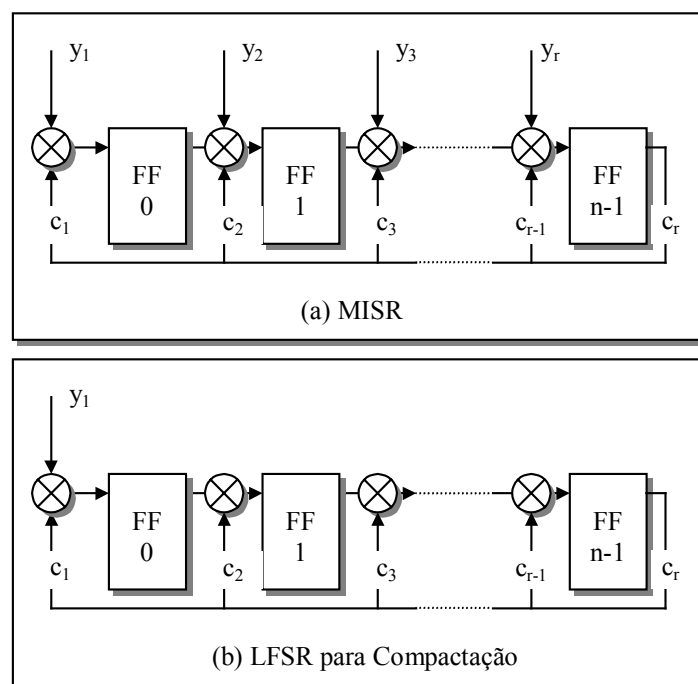 y1 y2 y3 yr
FF 0 FF 1 FF n-1
c1 c2 c3 cr-1 cr
(a) MISR
y1
FF 0 FF 1 FF n-1
c1 c2 c3 cr-1 cr
(b) LFSR para Compactação